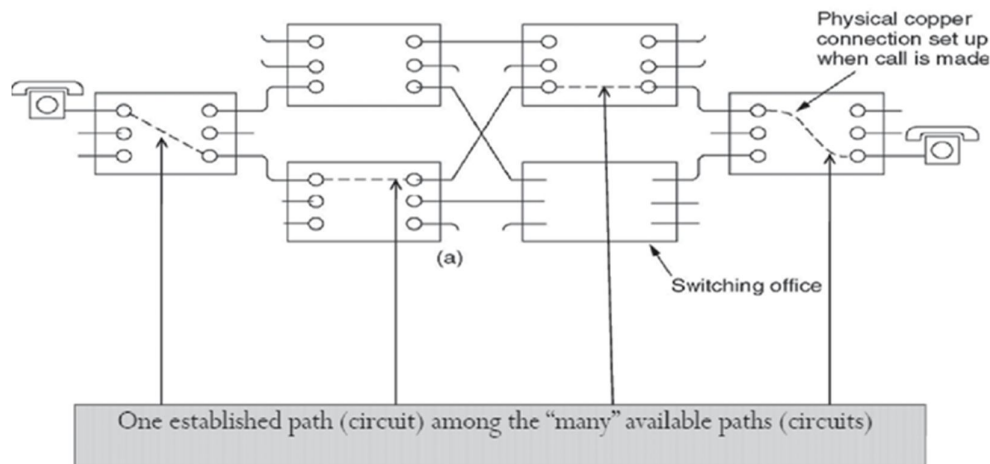 Physical copper
connection set up
when call is made
(a)
Switching office
One established path (circuit) among the “many” available paths (circuits)